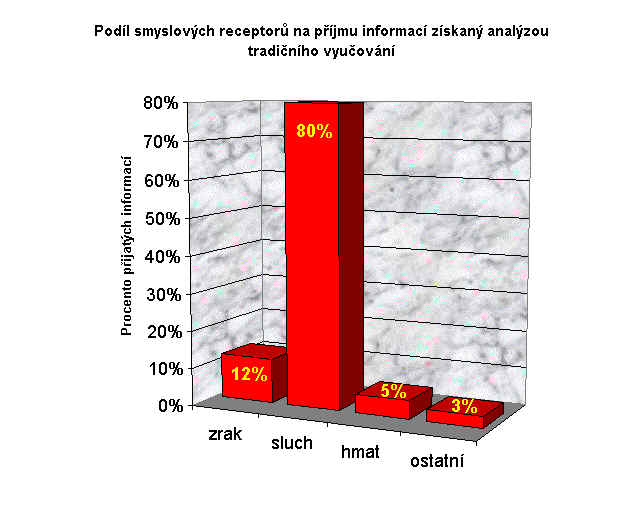 Podíl smyslových receptorů na příjmu informací získaný analýzou
tradičního vyučování
Procento přijatých informací
80%
70%
60%
50%
40%
30%
20%
10%
0%
12%
80%
5%
3%
zrak
sluch
hmat
ostatní